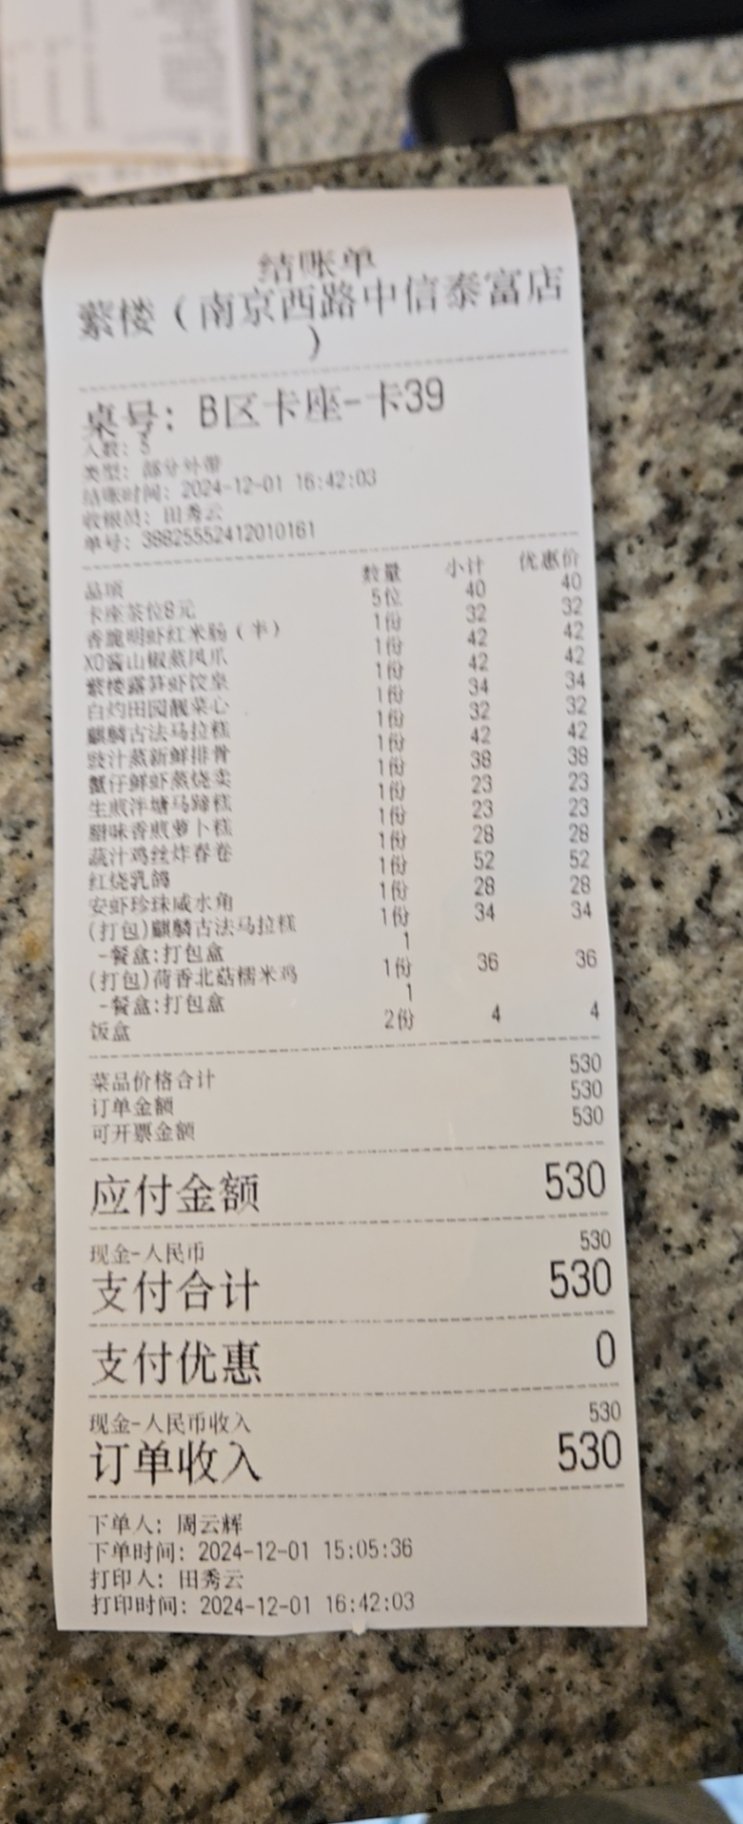 结账单
紫楼（南京西路中信泰富店
）
桌号: B区卡座-卡39
人数: 5
类型: 部分外带
结账时间: 2024-12-01 16:42:03
收银员: 田秀云
单号: 38825552412010161
品项 数量 小计 优惠价
卡座茶位8元 5位 40 40
香脆明虾红米肠（半） 1份 32 32
XO酱山椒蒸凤爪 1份 42 42
紫楼露笋虾饺皇 1份 42 42
白灼田园靓菜心 1份 34 34
麒麟古法马拉糕 1份 32 32
豉汁蒸新鲜排骨 1份 42 42
蟹仔鲜虾蒸烧卖 1份 38 38
生煎泮塘马蹄糕 1份 23 23
腊味香煎萝卜糕 1份 23 23
蔬汁鸡丝炸春卷 1份 28 28
红烧乳鸽 1份 52 52
安虾珍珠咸水角 1份 28 28
(打包)麒麟古法马拉糕 1份 34 34
-餐盒:打包盒 1
(打包)荷香北菇糯米鸡 1份 36 36
-餐盒:打包盒 1
饭盒 2份 4 4
菜品价格合计 530
订单金额 530
可开票金额 530
应付金额 530
现金-人民币 530
支付合计 530
支付优惠 0
现金-人民币收入 530
订单收入 530
下单人: 周云辉
下单时间: 2024-12-01 15:05:36
打印人: 田秀云
打印时间: 2024-12-01 16:42:03